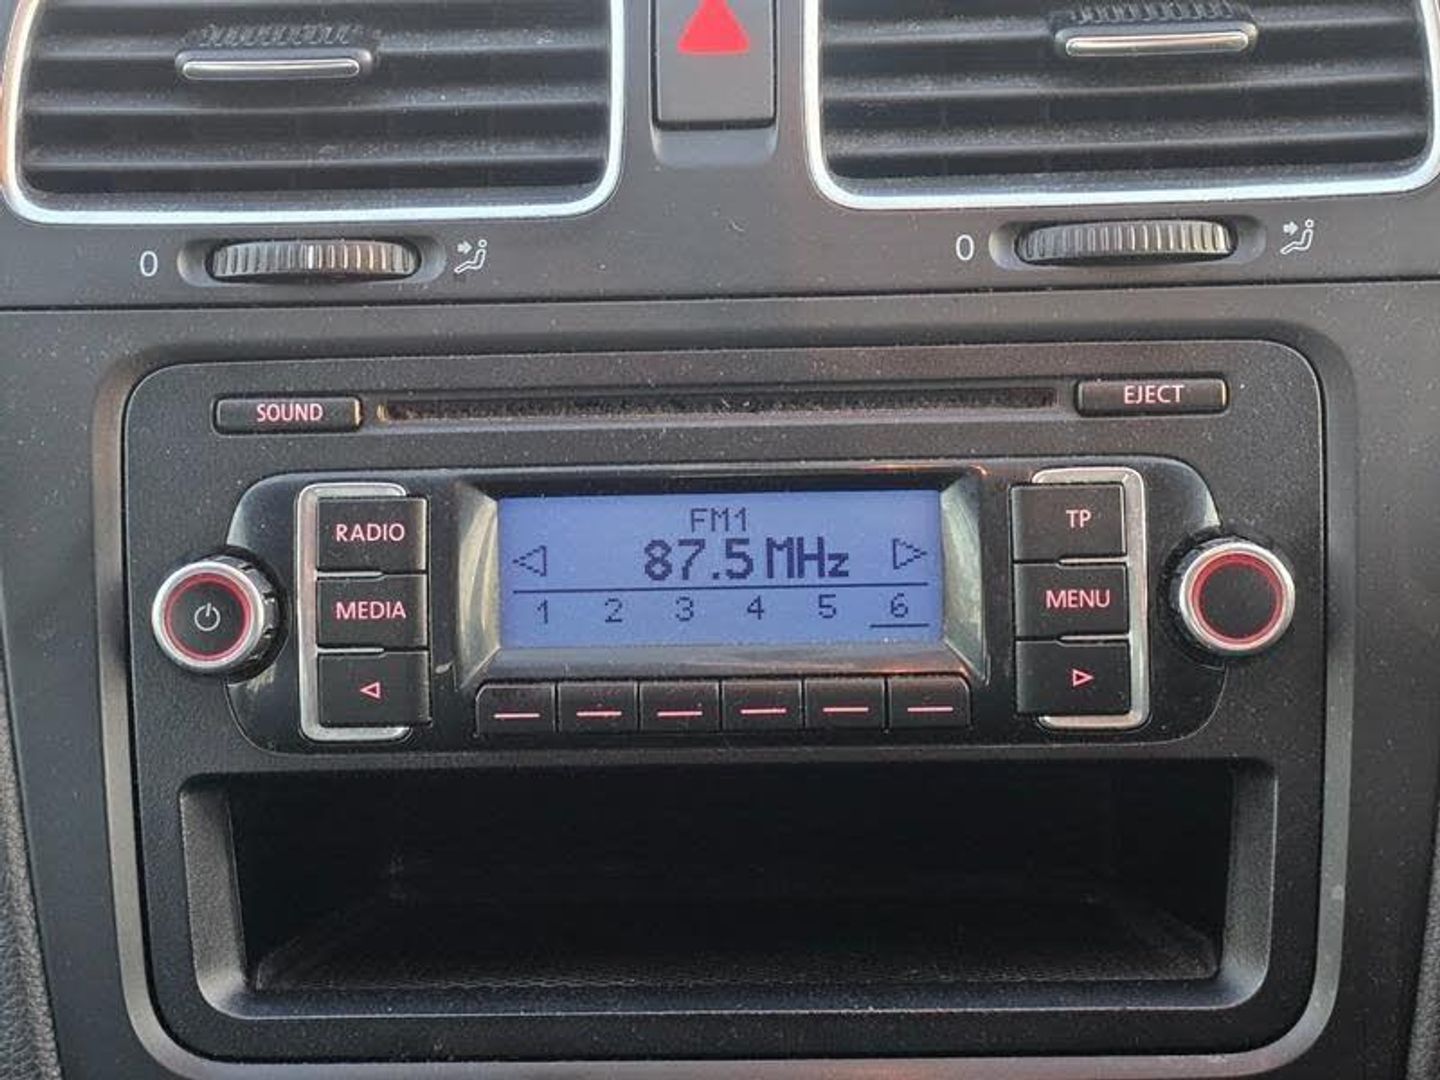 0
0
SOUND
EJECT
RADIO
FM1
TP
87.5 MHz
MEDIA
1 2 3 4 5 6
MENU